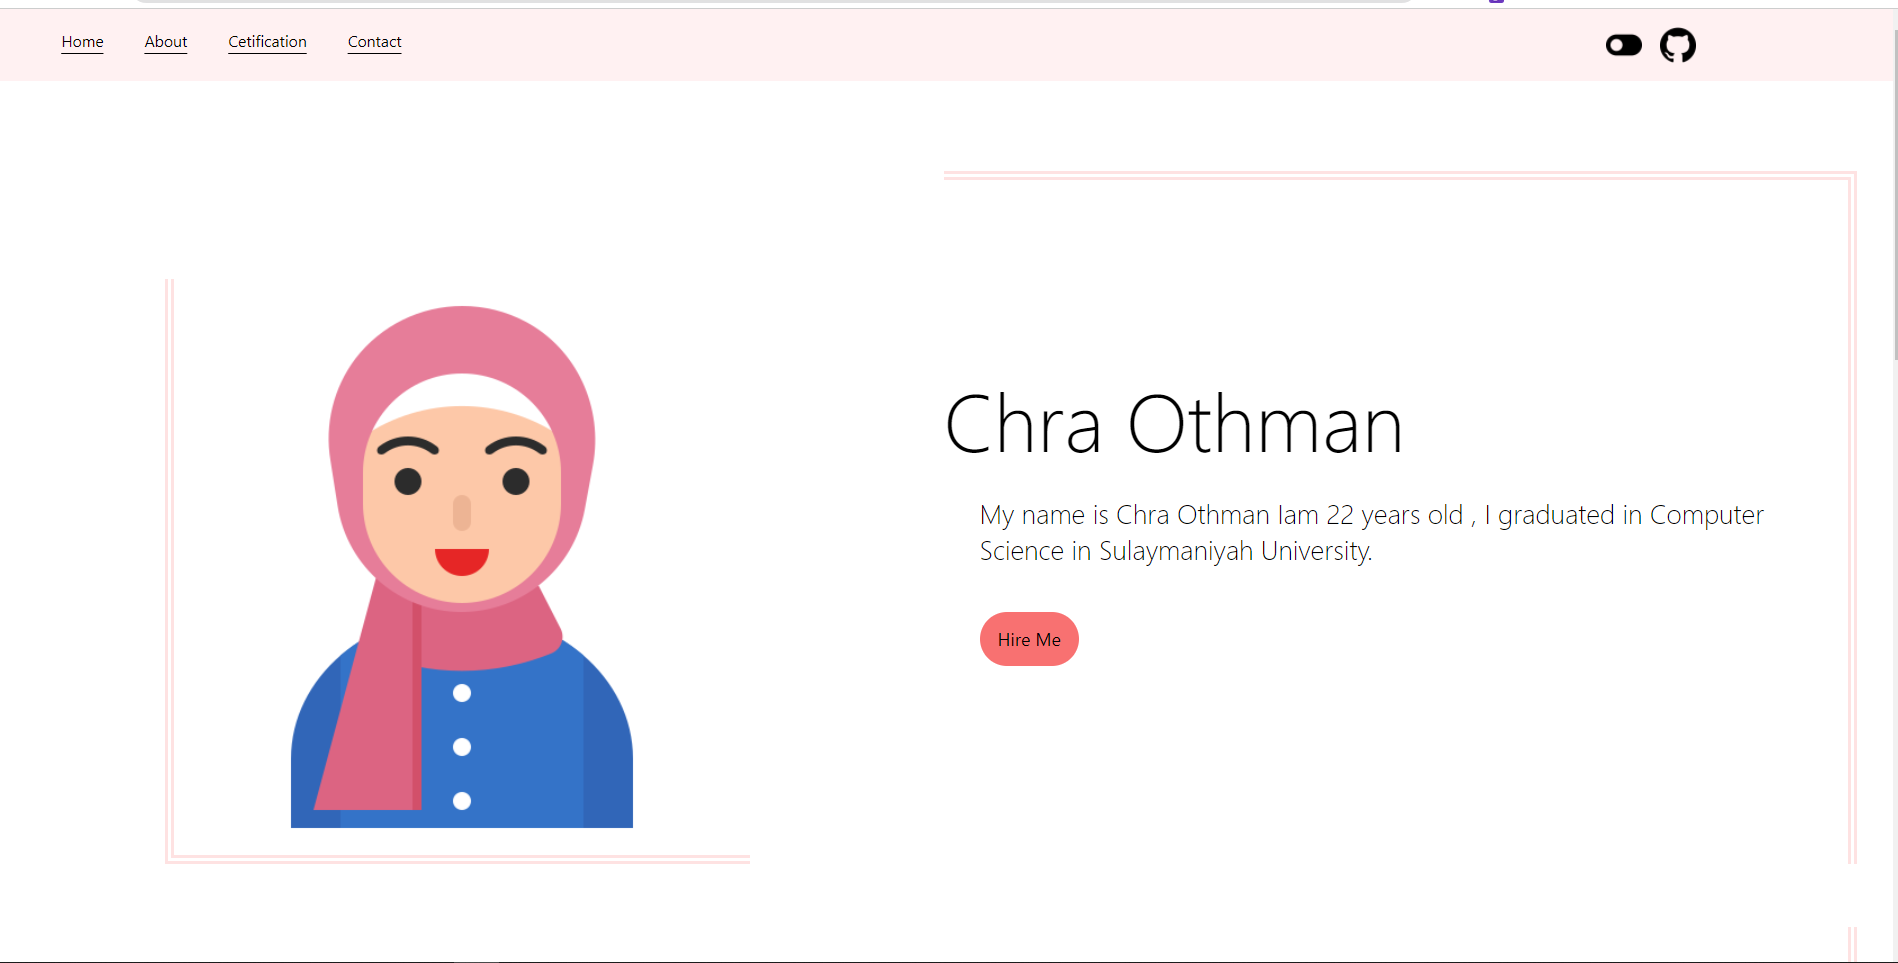 Home About Cetification Contact
Chra Othman
My name is Chra Othman Iam 22 years old , I graduated in Computer
Science in Sulaymaniyah University.
Hire Me